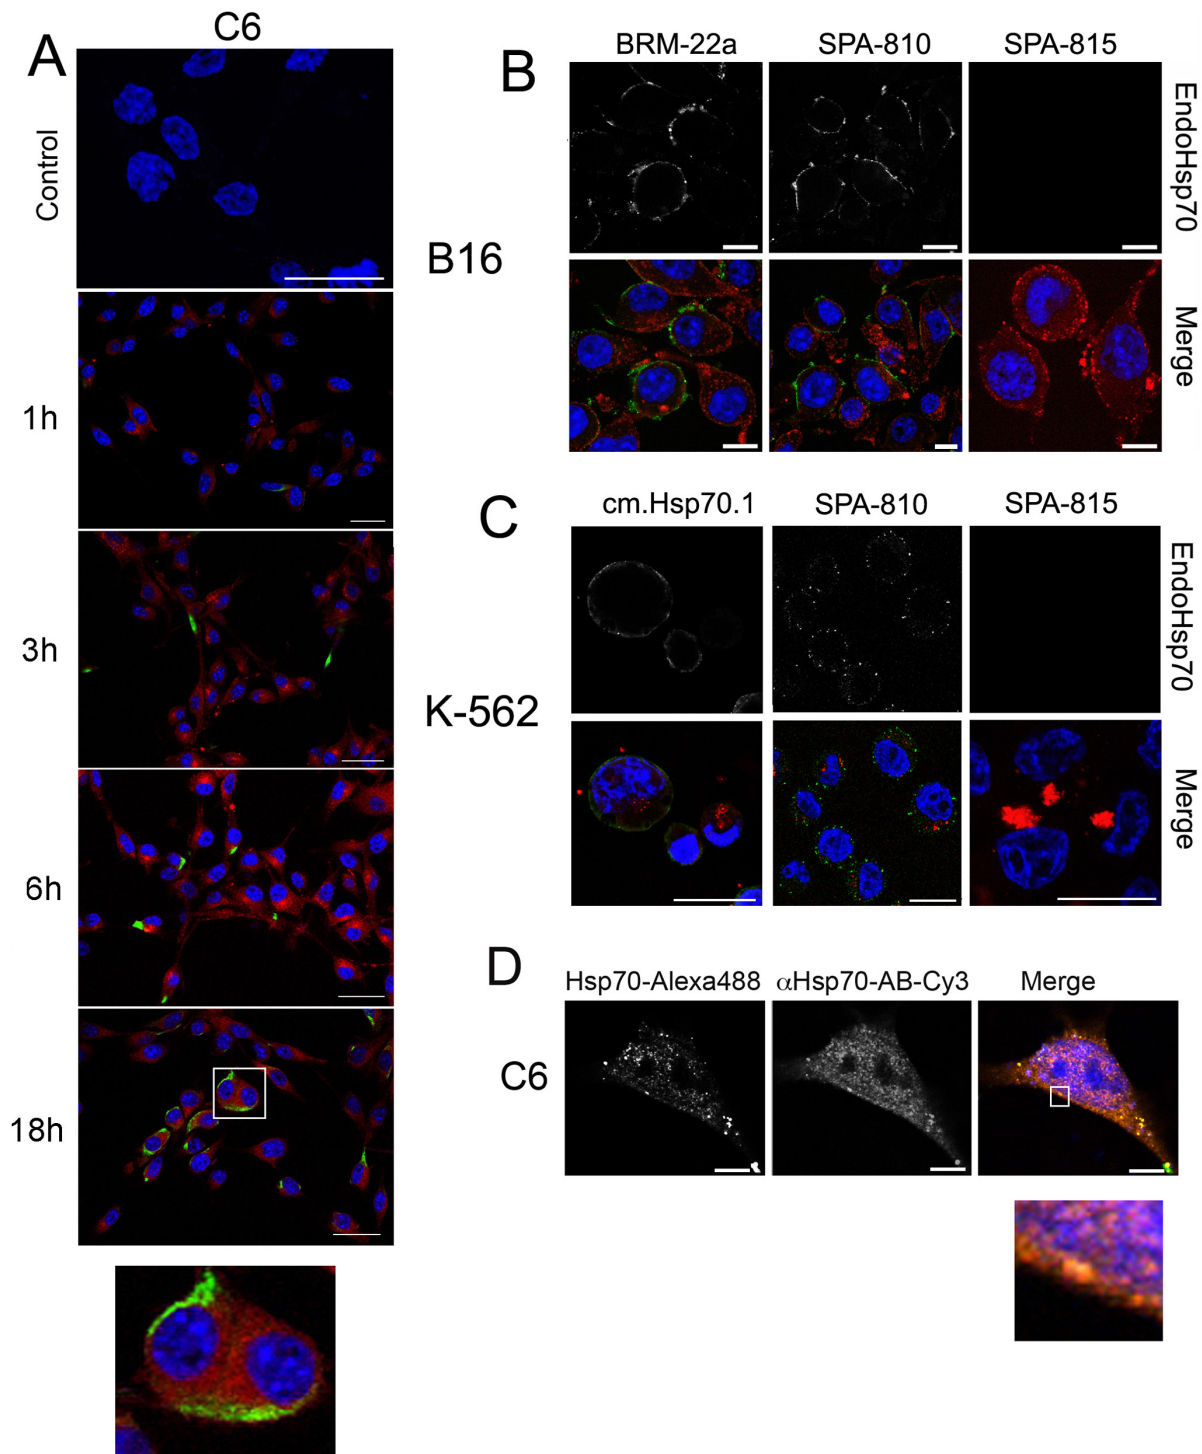 A
C6
Control
1h
3h
6h
18h
B
BRM-22a
SPA-810
SPA-815
B16
EndoHsp70
Merge
C
cm.Hsp70.1
SPA-810
SPA-815
K-562
EndoHsp70
Merge
D
Hsp70-Alexa488
αHsp70-AB-Cy3
Merge
C6